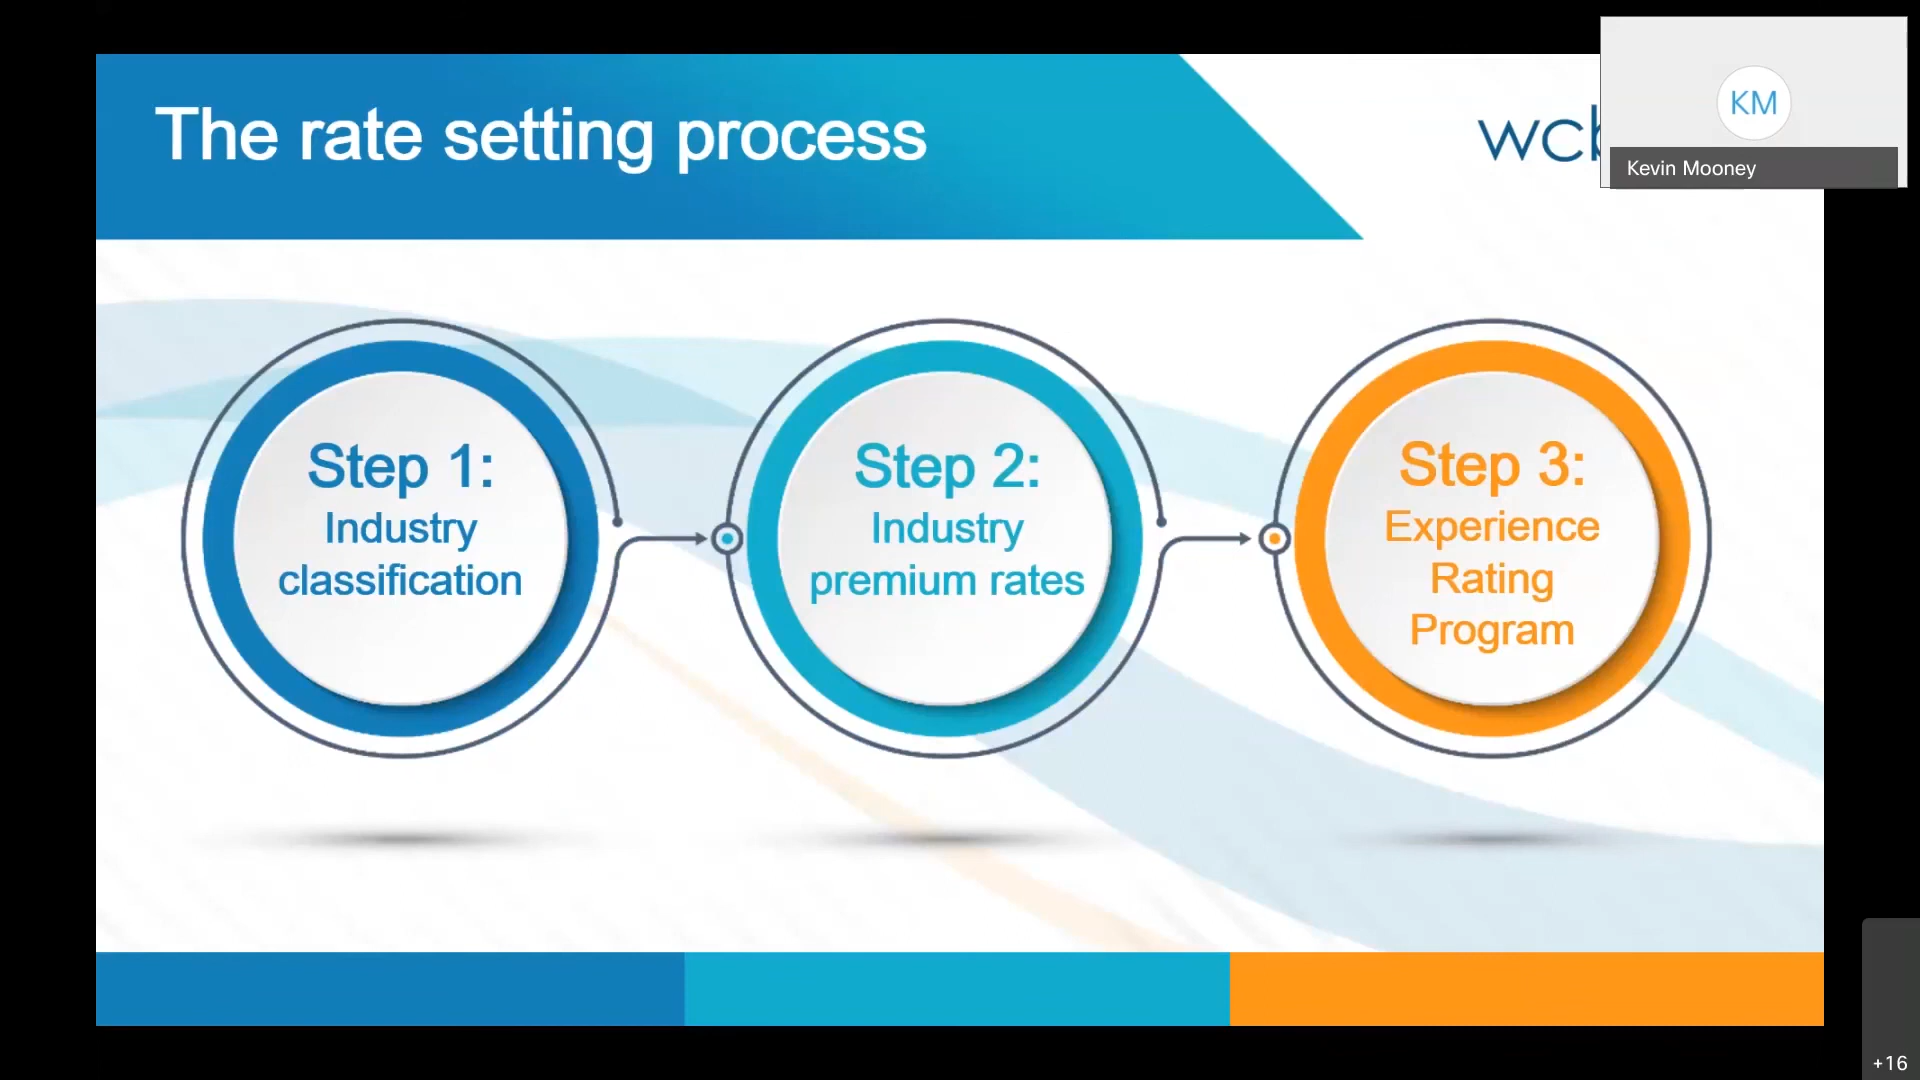 The rate setting process
KM
Kevin Mooney
Step 1:
Industry
classification
Step 2:
Industry
premium rates
Step 3:
Experience
Rating
Program
+16